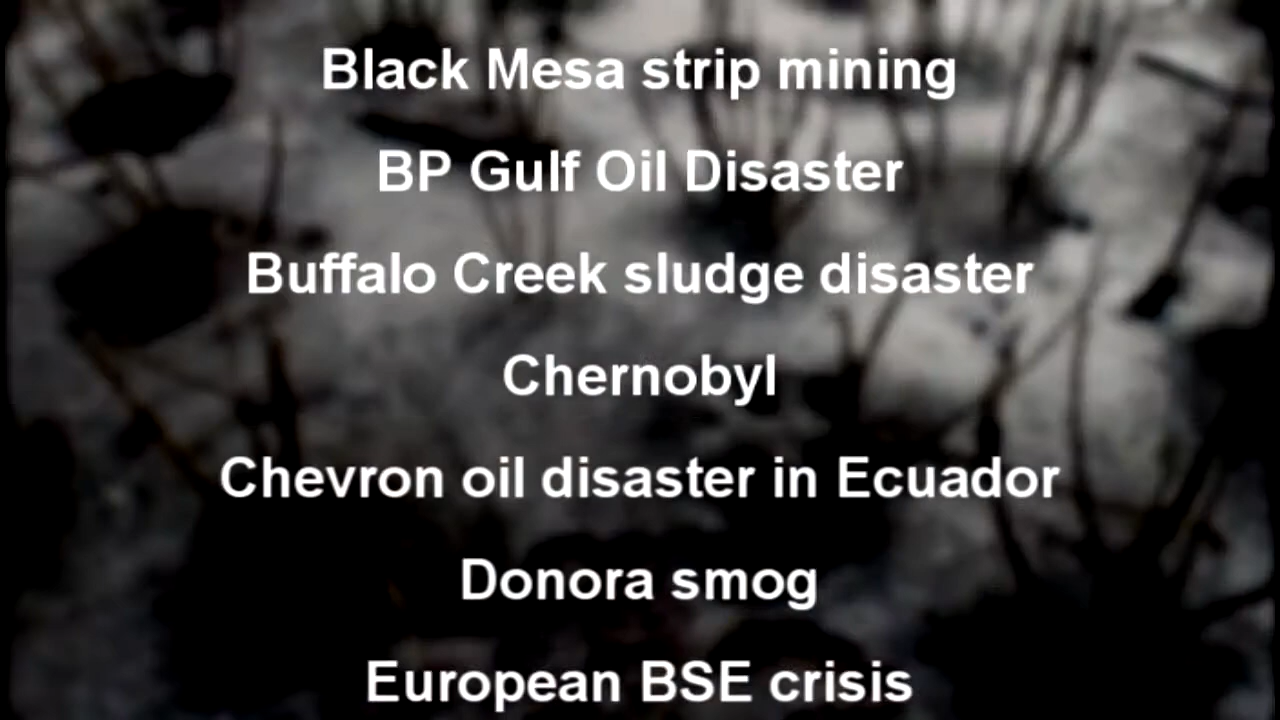 Black Mesa strip mining
BP Gulf Oil Disaster
Buffalo Creek sludge disaster
Chernobyl
Chevron oil disaster in Ecuador
Donora smog
European BSE crisis